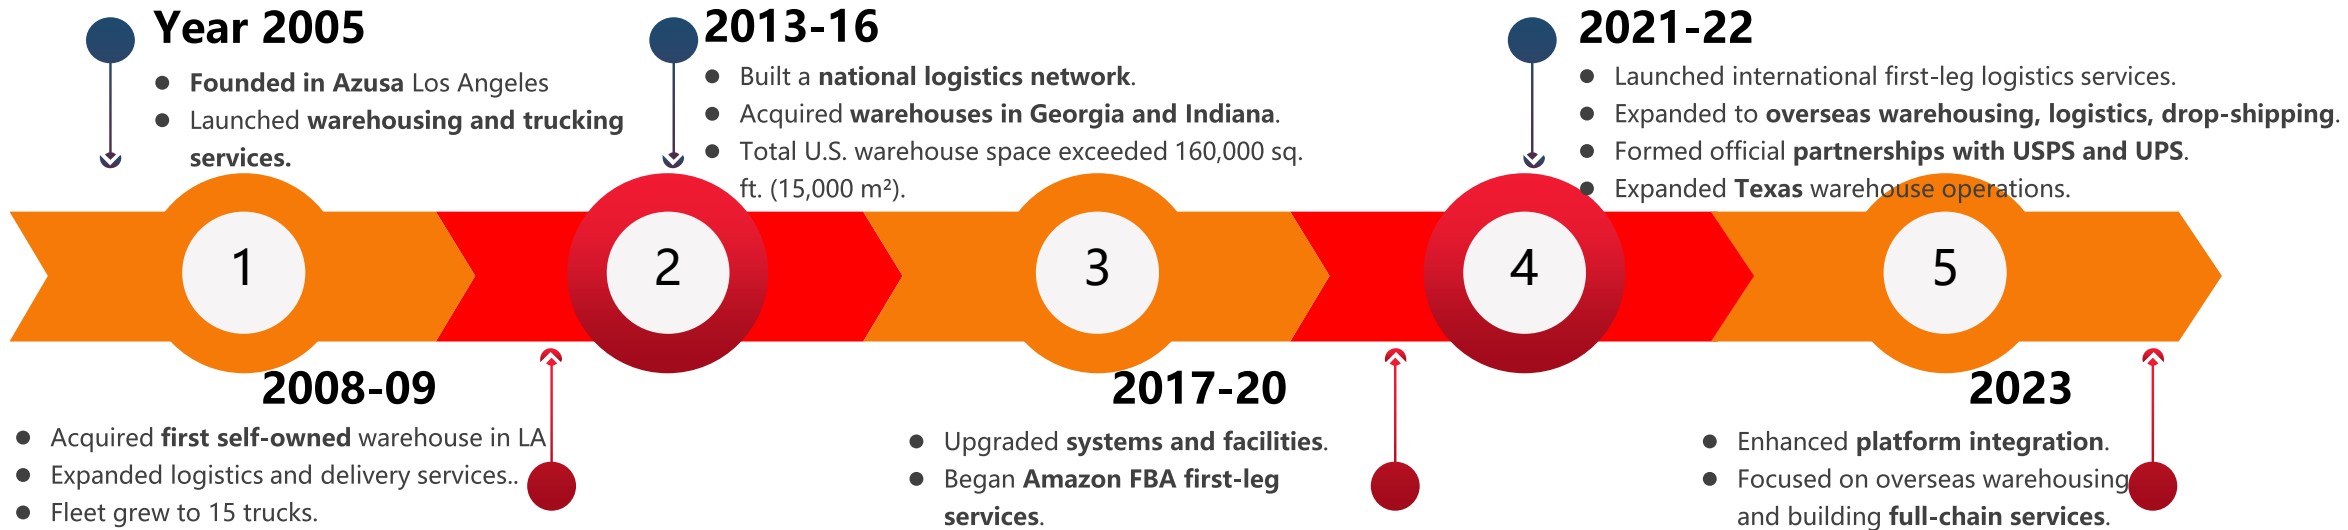 Year 2005
● Founded in Azusa Los Angeles
● Launched warehousing and trucking
services.
2013-16
● Built a national logistics network.
● Acquired warehouses in Georgia and Indiana.
● Total U.S. warehouse space exceeded 160,000 sq.
ft. (15,000 m²).
2021-22
● Launched international first-leg logistics services.
● Expanded to overseas warehousing, logistics, drop-shipping.
● Formed official partnerships with USPS and UPS.
● Expanded Texas warehouse operations.
1
2
3
4
5
2008-09
● Acquired first self-owned warehouse in LA
● Expanded logistics and delivery services..
● Fleet grew to 15 trucks.
2017-20
● Upgraded systems and facilities.
● Began Amazon FBA first-leg
services.
2023
● Enhanced platform integration.
● Focused on overseas warehousing
and building full-chain services.